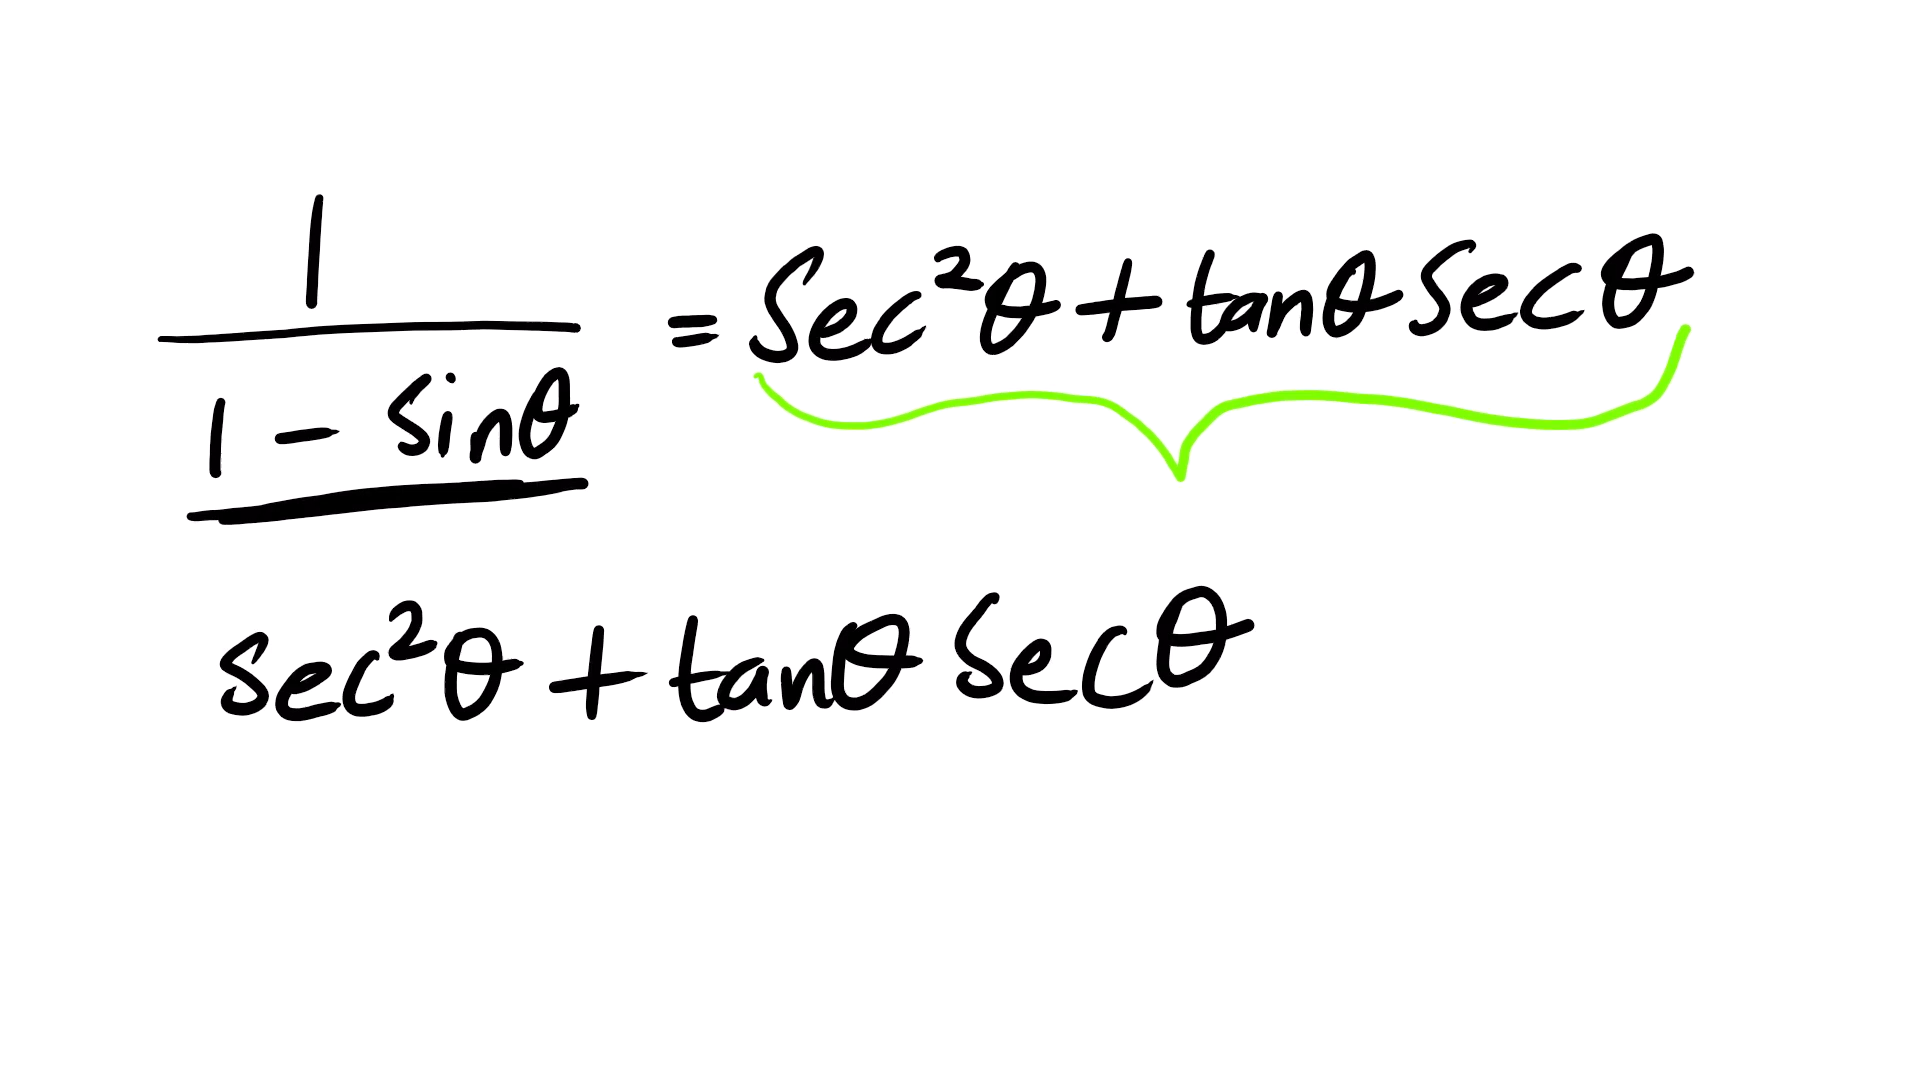 1
1 - sinθ
= sec²θ + tanθ secθ
sec²θ + tanθ secθ